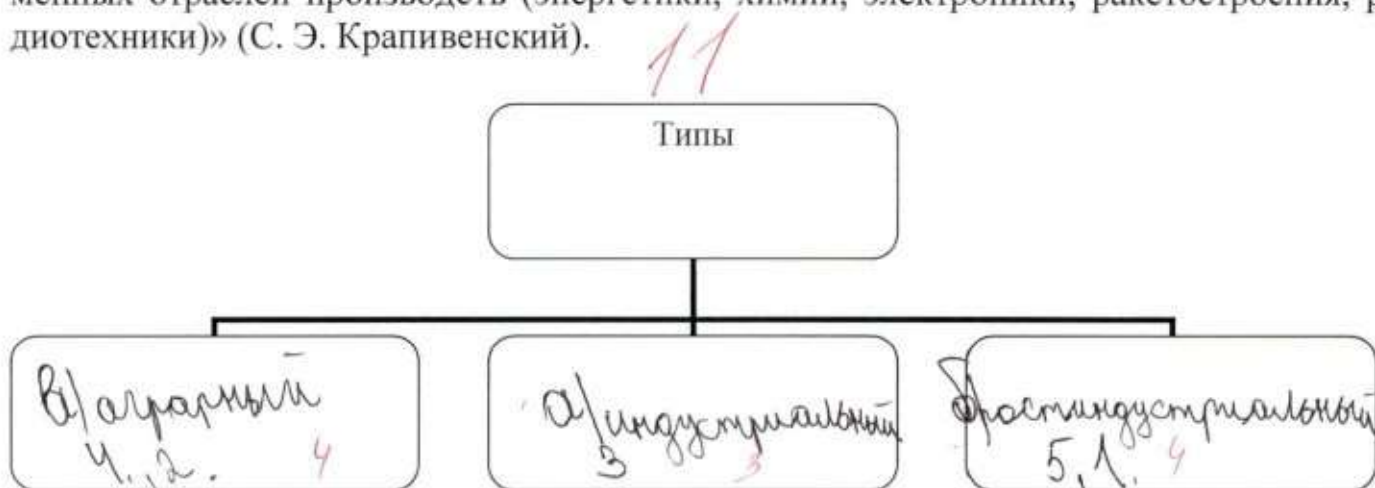 менных отраслей производств (энергетики, химии, электроники, ракетостроения, р
диотехники)» (С. Э. Крапивенский).
11
Типы
в) аграрный
4., 2. 4
а) индустриальный
3 3
б) постиндустриальный
5, 1. 4